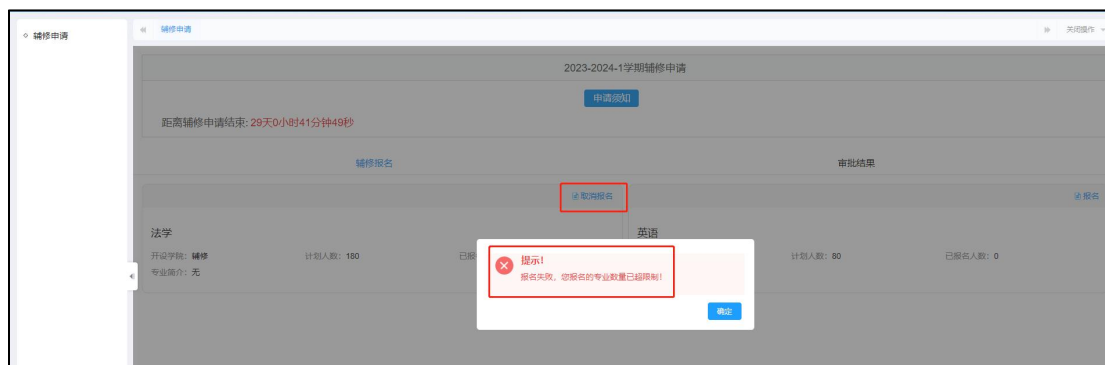 辅修申请
辅修申请
关闭操作
2023-2024-1学期辅修申请
申请须知
距离辅修申请结束: 29天0小时41分钟49秒
辅修报名
审批结果
取消报名
报名
法学
英语
开设学院: 辅修
计划人数: 180
已报
计划人数: 80
已报名人数: 0
专业简介: 无
提示!
报名失败，您报名的专业数量已超限制!
确定